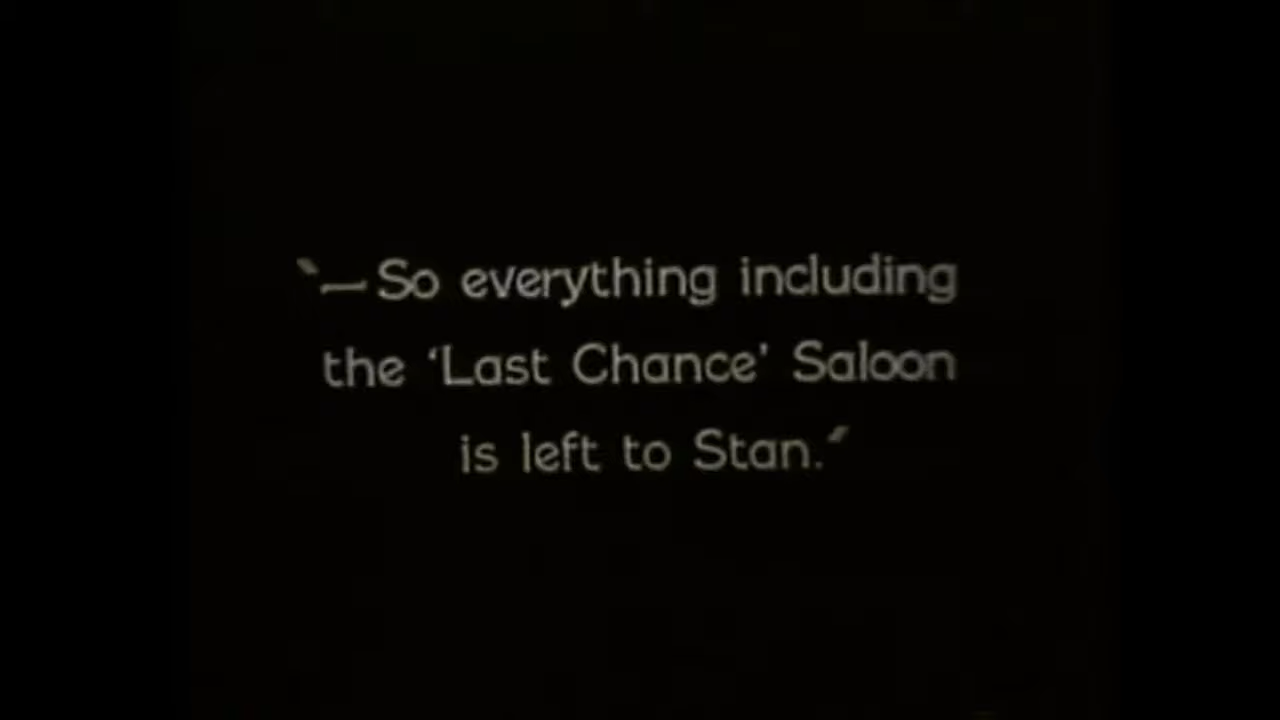 "—So everything including
the 'Last Chance' Saloon
is left to Stan."